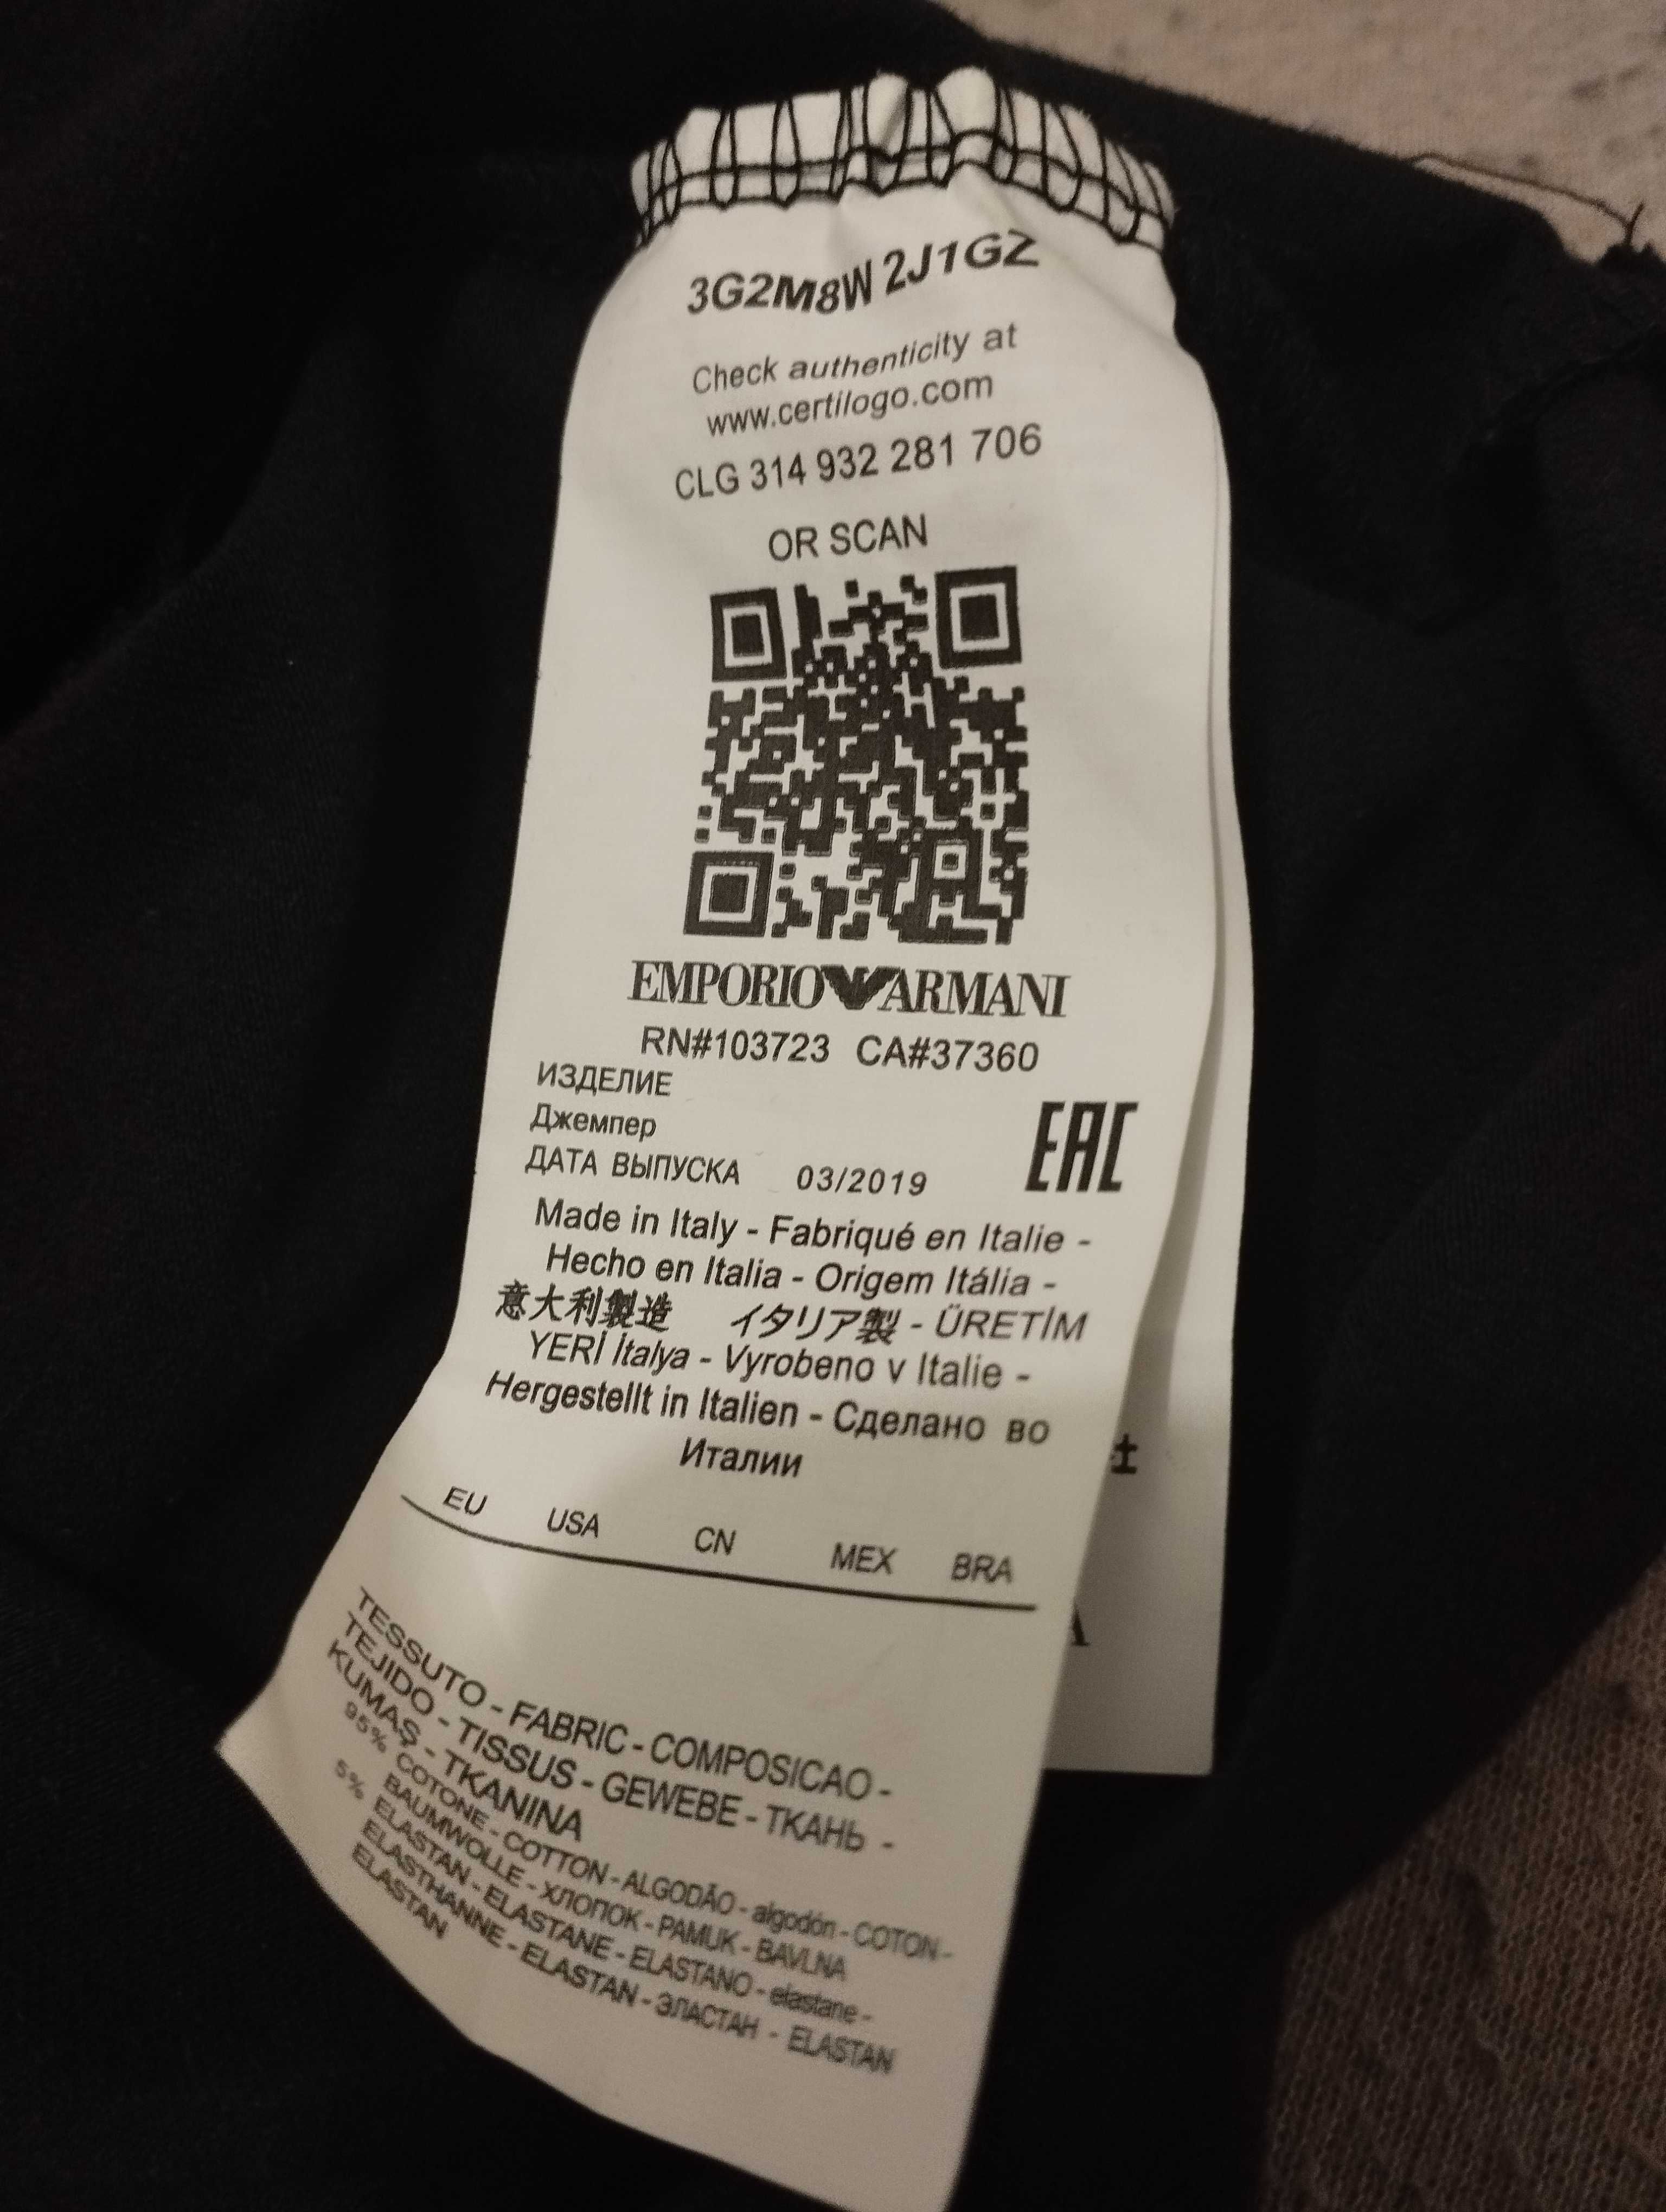 3G2M8W 2J1GZ
Check authenticity at
www.certilogo.com
CLG 314 932 281 706
OR SCAN
EMPORIO ARMANI
RN#103723 CA#37360
ИЗДЕЛИЕ
Джемпер
ДАТА ВЫПУСКА 03/2019
EAC
Made in Italy - Fabriqué en Italie -
Hecho en Italia - Origem Itália -
意大利製造 イタリア製 - ÜRETİM
YERİ İtalya - Vyrobeno v Italie -
Hergestellt in Italien - Сделано во
Италии
EU USA CN MEX BRA
TESSUTO - FABRIC - COMPOSICAO -
TEJIDO - TISSUS - GEWEBE - ТКАНЬ -
KUMAŞ - TKANINA
95% COTONE - COTTON - ALGODÃO - algodón - COTON -
BAUMWOLLE - ХЛОПОК - PAMUK - BAVLNA
5% ELASTAN - ELASTANE - ELASTANO - elastane -
ELASTHANNE - ELASTAN - ЭЛАСТАН - ELASTAN
ELASTAN